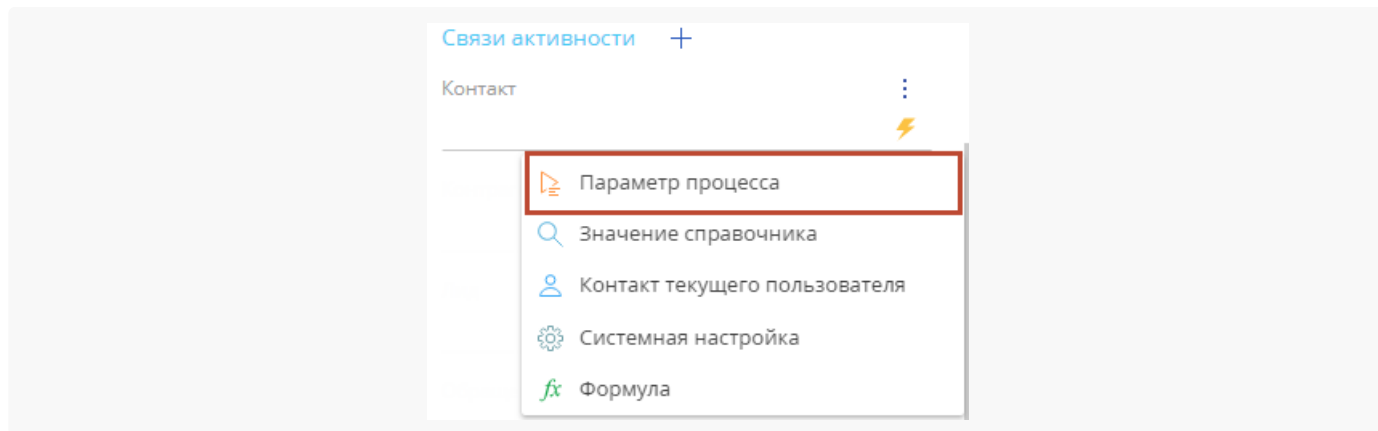 Связи активности +
Контакт
Параметр процесса
Значение справочника
Контакт текущего пользователя
Системная настройка
fx Формула